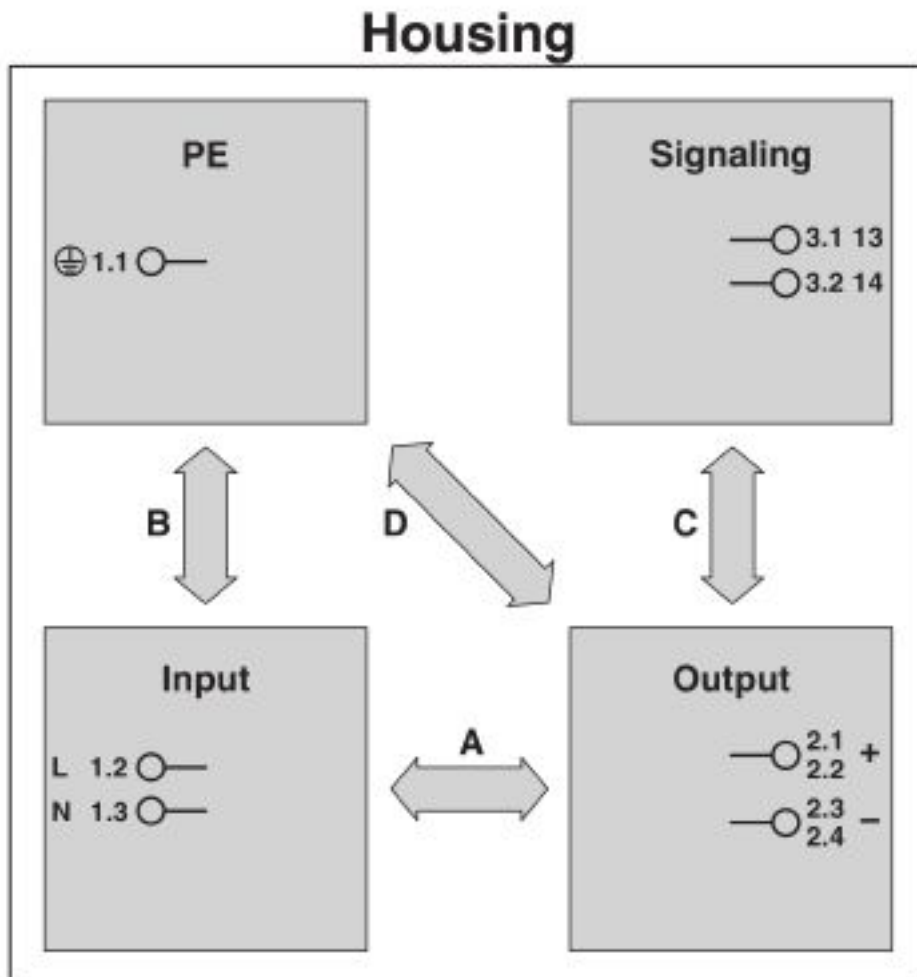 Housing
PE
1.1
Signaling
3.1 13
3.2 14
B
D
C
Input
L 1.2
N 1.3
A
Output
2.1
2.2 +
2.3
2.4 −